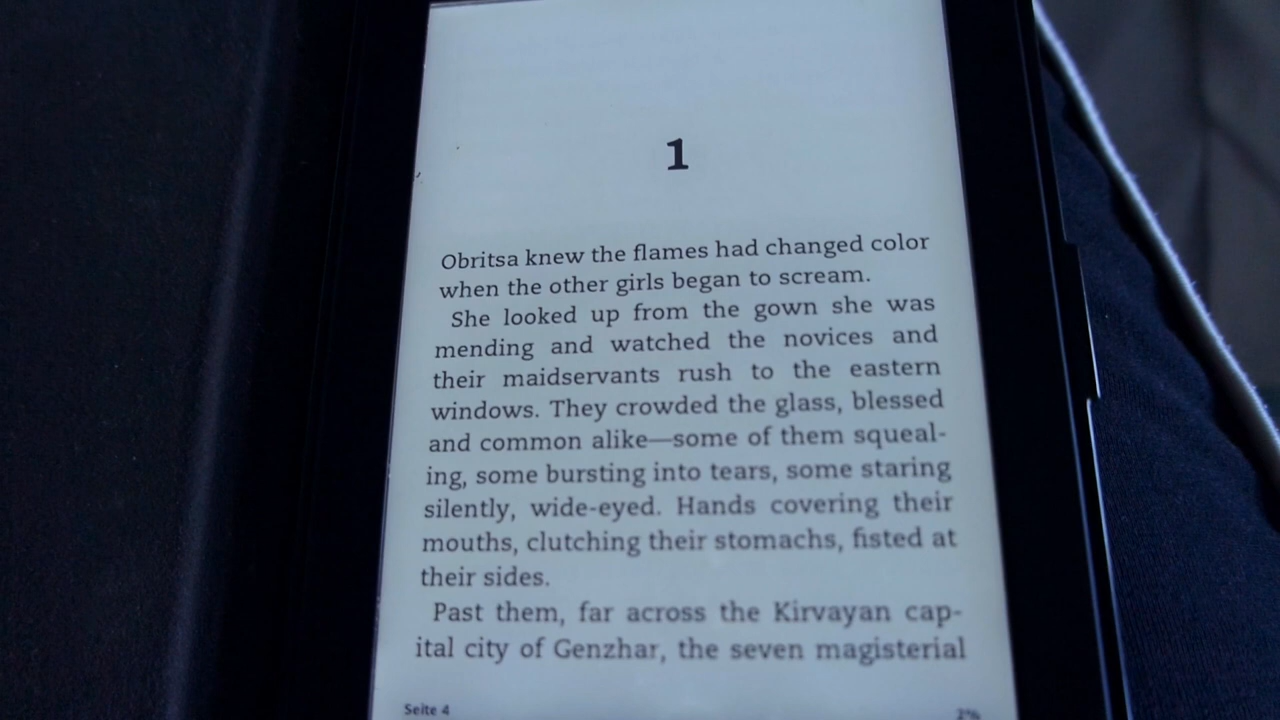 1
Obritsa knew the flames had changed color
when the other girls began to scream.
She looked up from the gown she was
mending and watched the novices and
their maidservants rush to the eastern
windows. They crowded the glass, blessed
and common alike—some of them squeal-
ing, some bursting into tears, some staring
silently, wide-eyed. Hands covering their
mouths, clutching their stomachs, fisted at
their sides.
Past them, far across the Kirvayan cap-
ital city of Genzhar, the seven magisterial
Seite 4